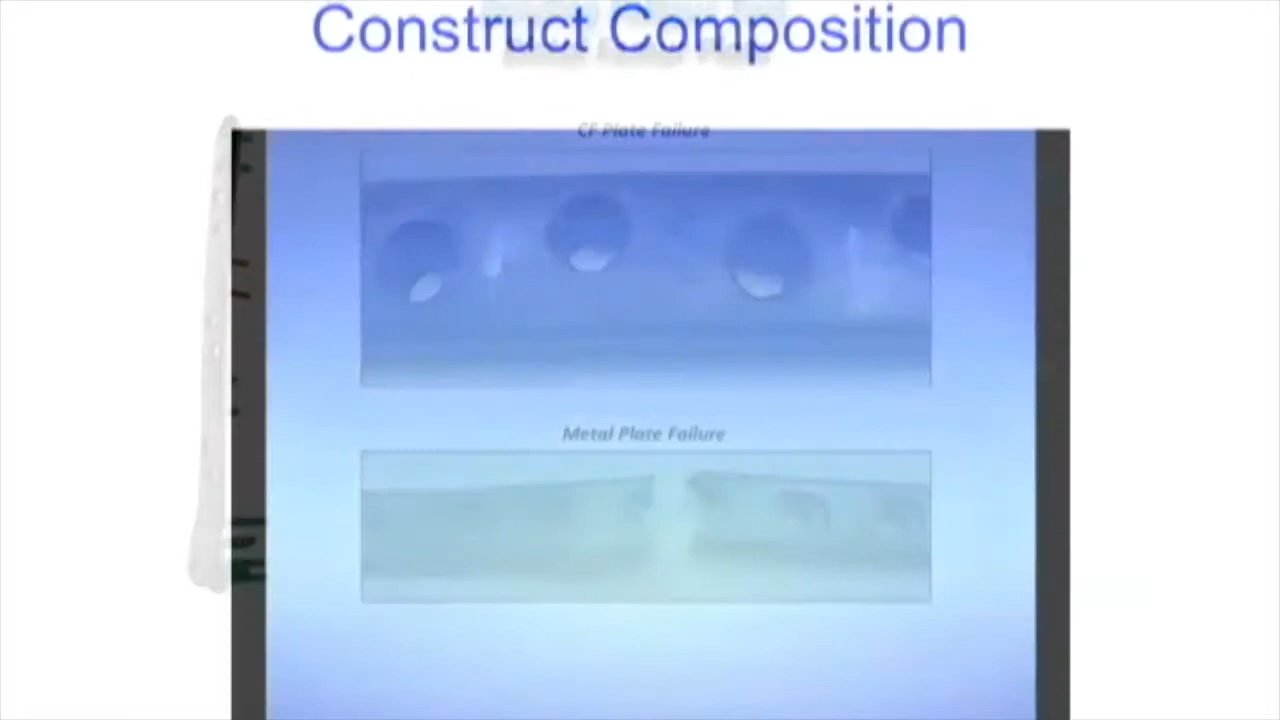 Construct Composition
CF Plate Failure
Metal Plate Failure